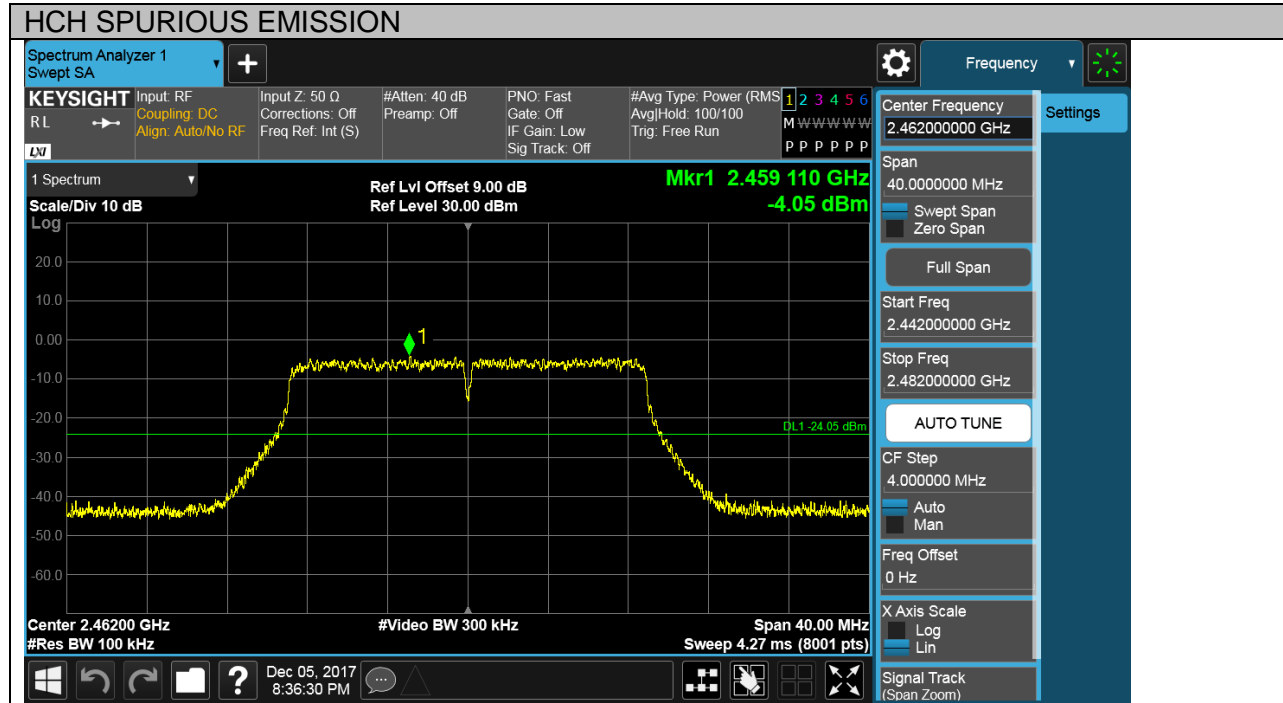 HCH SPURIOUS EMISSION
Spectrum Analyzer 1
Swept SA
Frequency
KEYSIGHT
RL
LXI
Input: RF
Coupling: DC
Align: Auto/No RF
Input Z: 50 Ω
Corrections: Off
Freq Ref: Int (S)
#Atten: 40 dB
Preamp: Off
PNO: Fast
Gate: Off
IF Gain: Low
Sig Track: Off
#Avg Type: Power (RMS
Avg|Hold: 100/100
Trig: Free Run
1 2 3 4 5 6
M W W W W W
P P P P P P
1 Spectrum
Scale/Div 10 dB
Log
Ref Lvl Offset 9.00 dB
Ref Level 30.00 dBm
Mkr1 2.459 110 GHz
-4.05 dBm
20.0
10.0
0.00
-10.0
-20.0
-30.0
-40.0
-50.0
-60.0
1
DL1 -24.05 dBm
Center 2.46200 GHz
#Res BW 100 kHz
#Video BW 300 kHz
Span 40.00 MHz
Sweep 4.27 ms (8001 pts)
Center Frequency
2.462000000 GHz
Settings
Span
40.0000000 MHz
Swept Span
Zero Span
Full Span
Start Freq
2.442000000 GHz
Stop Freq
2.482000000 GHz
AUTO TUNE
CF Step
4.000000 MHz
Auto
Man
Freq Offset
0 Hz
X Axis Scale
Log
Lin
Signal Track
(Span Zoom)
?
Dec 05, 2017
8:36:30 PM